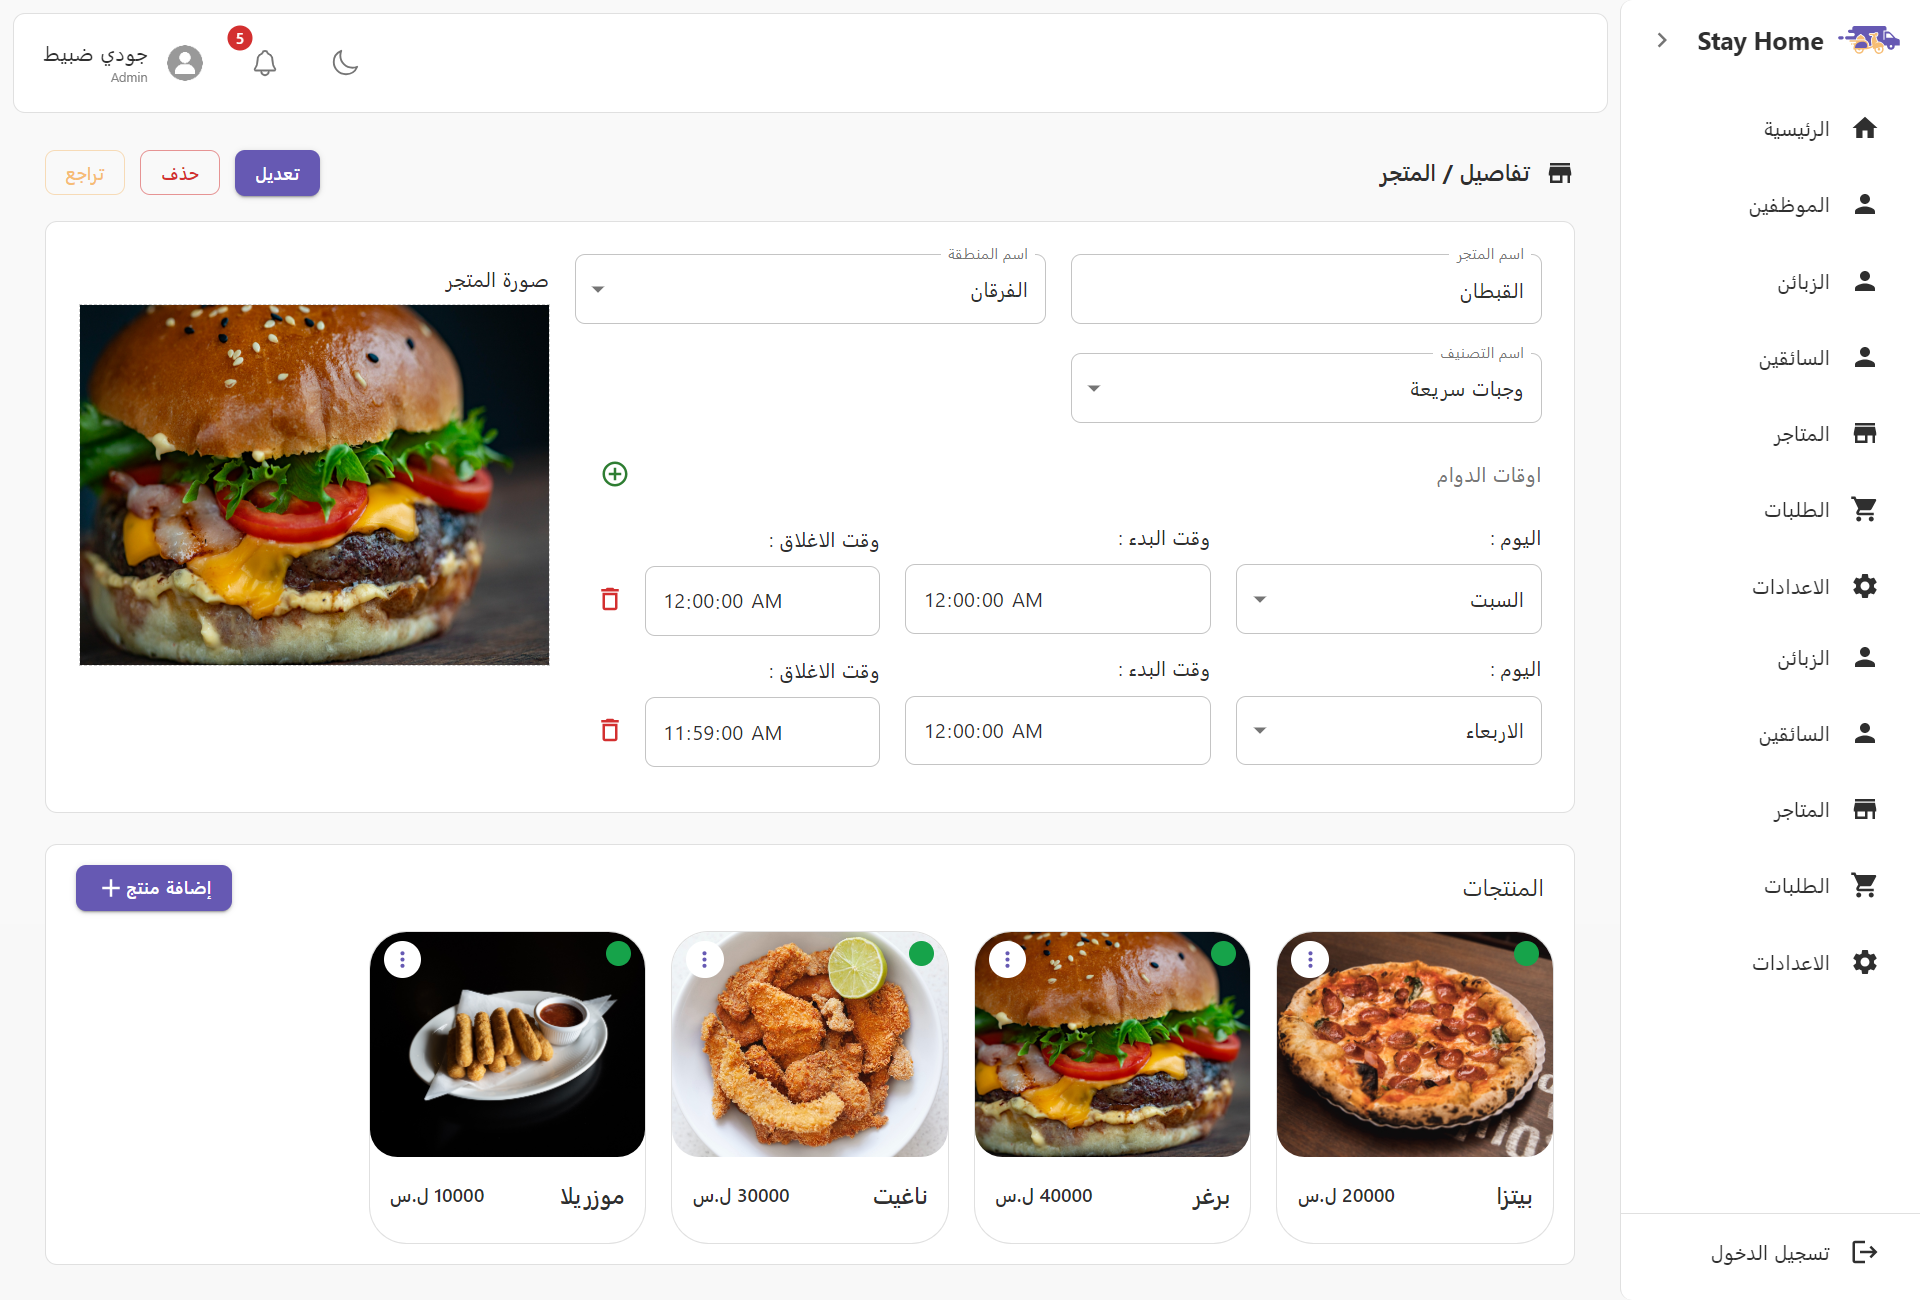 Stay Home
الرئيسية
الموظفين
الزبائن
السائقين
المتاجر
الطلبات
الاعدادات
الزبائن
السائقين
المتاجر
الطلبات
الاعدادات
تسجيل الدخول
5
جودي ضبيط
Admin
تفاصيل / المتجر
تعديل
حذف
تراجع
اسم المتجر
القبطان
اسم المنطقة
الفرقان
صورة المتجر
اسم التصنيف
وجبات سريعة
اوقات الدوام
اليوم :
وقت البدء :
وقت الاغلاق :
السبت
12:00:00 AM
12:00:00 AM
اليوم :
وقت البدء :
وقت الاغلاق :
الاربعاء
12:00:00 AM
11:59:00 AM
المنتجات
إضافة منتج +
بيتزا
20000 ل.س
برغر
40000 ل.س
ناغيت
30000 ل.س
موزريلا
10000 ل.س